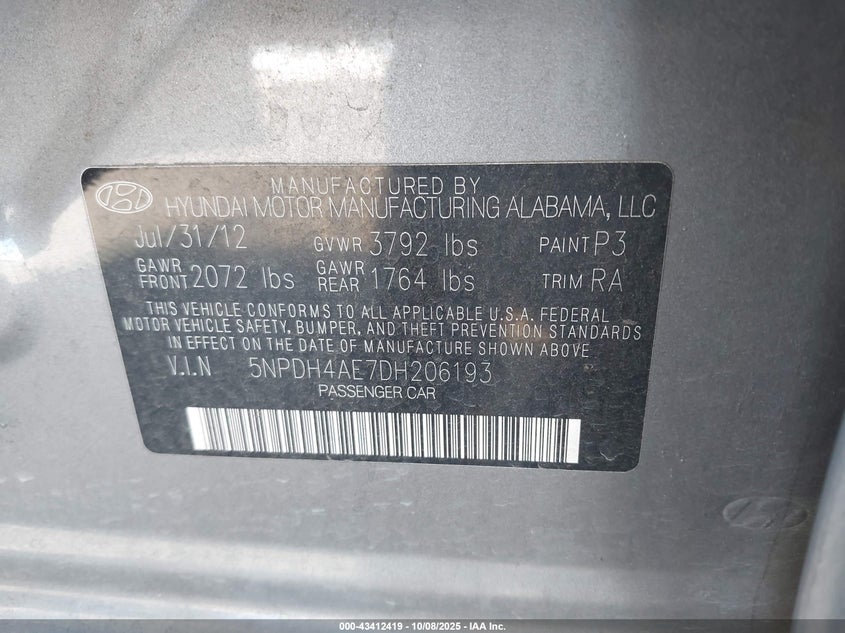 MANUFACTURED BY
HYUNDAI MOTOR MANUFACTURING ALABAMA, LLC
Jul/31/12 GVWR 3792 lbs PAINT P3
GAWR FRONT 2072 lbs GAWR REAR 1764 lbs TRIM RA
THIS VEHICLE CONFORMS TO ALL APPLICABLE U.S.A. FEDERAL
MOTOR VEHICLE SAFETY, BUMPER, AND THEFT PREVENTION STANDARDS
IN EFFECT ON THE DATE OF MANUFACTURE SHOWN ABOVE.
V.I.N 5NPDH4AE7DH206193
PASSENGER CAR
000-43412419 - 10/08/2025 - IAA Inc.